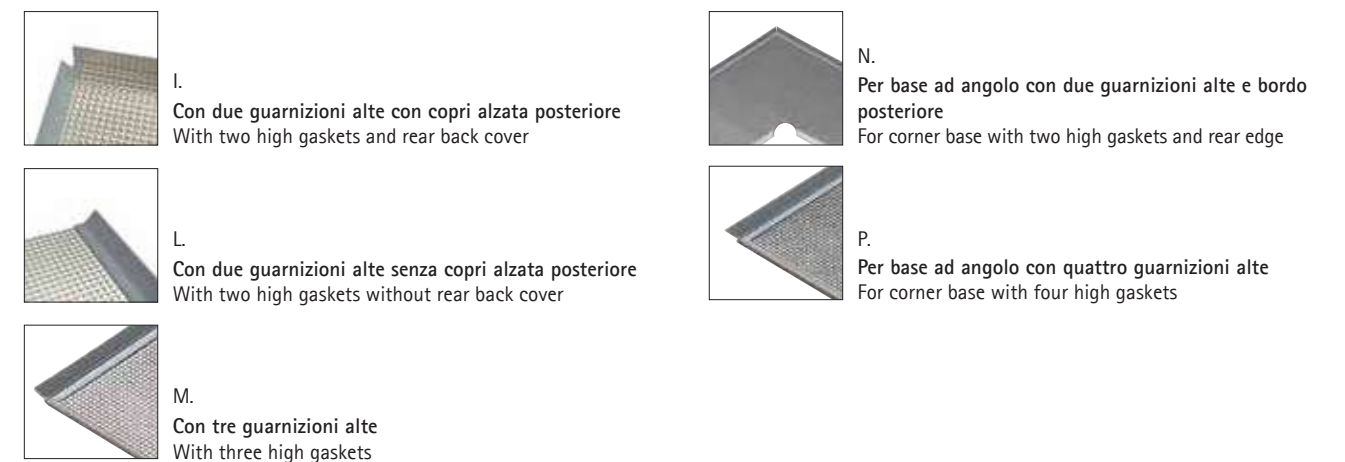 I.
Con due guarnizioni alte con copri alzata posteriore
With two high gaskets and rear back cover
L.
Con due guarnizioni alte senza copri alzata posteriore
With two high gaskets without rear back cover
M.
Con tre guarnizioni alte
With three high gaskets
N.
Per base ad angolo con due guarnizioni alte e bordo
posteriore
For corner base with two high gaskets and rear edge
P.
Per base ad angolo con quattro guarnizioni alte
For corner base with four high gaskets